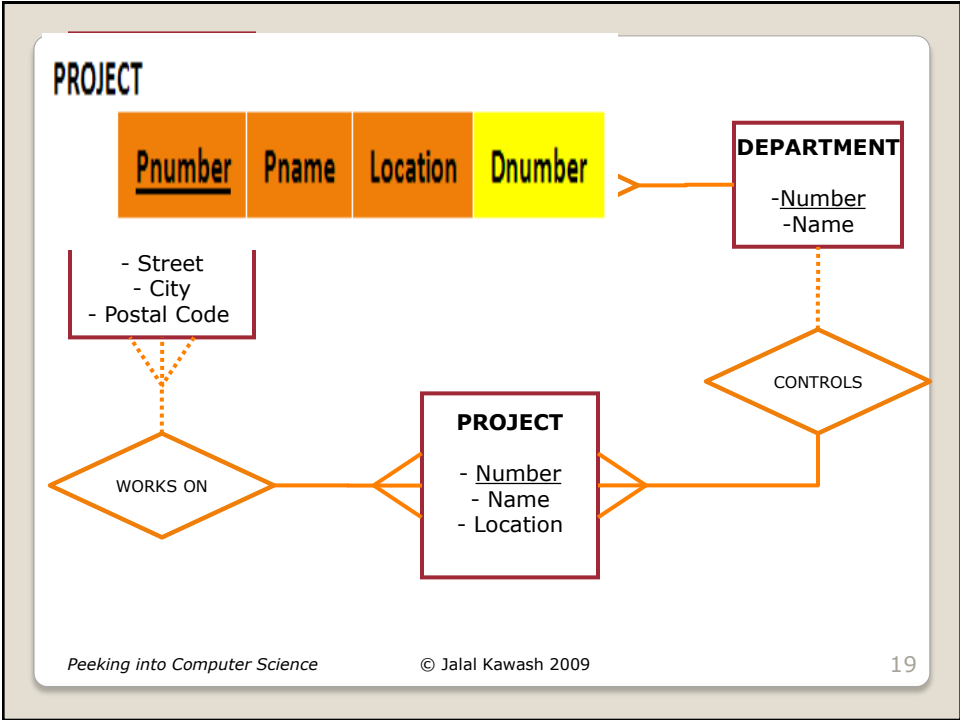 PROJECT
Pnumber Pname Location Dnumber
DEPARTMENT
-Number
-Name
- Street
- City
- Postal Code
CONTROLS
PROJECT
- Number
- Name
- Location
WORKS ON
Peeking into Computer Science © Jalal Kawash 2009 19